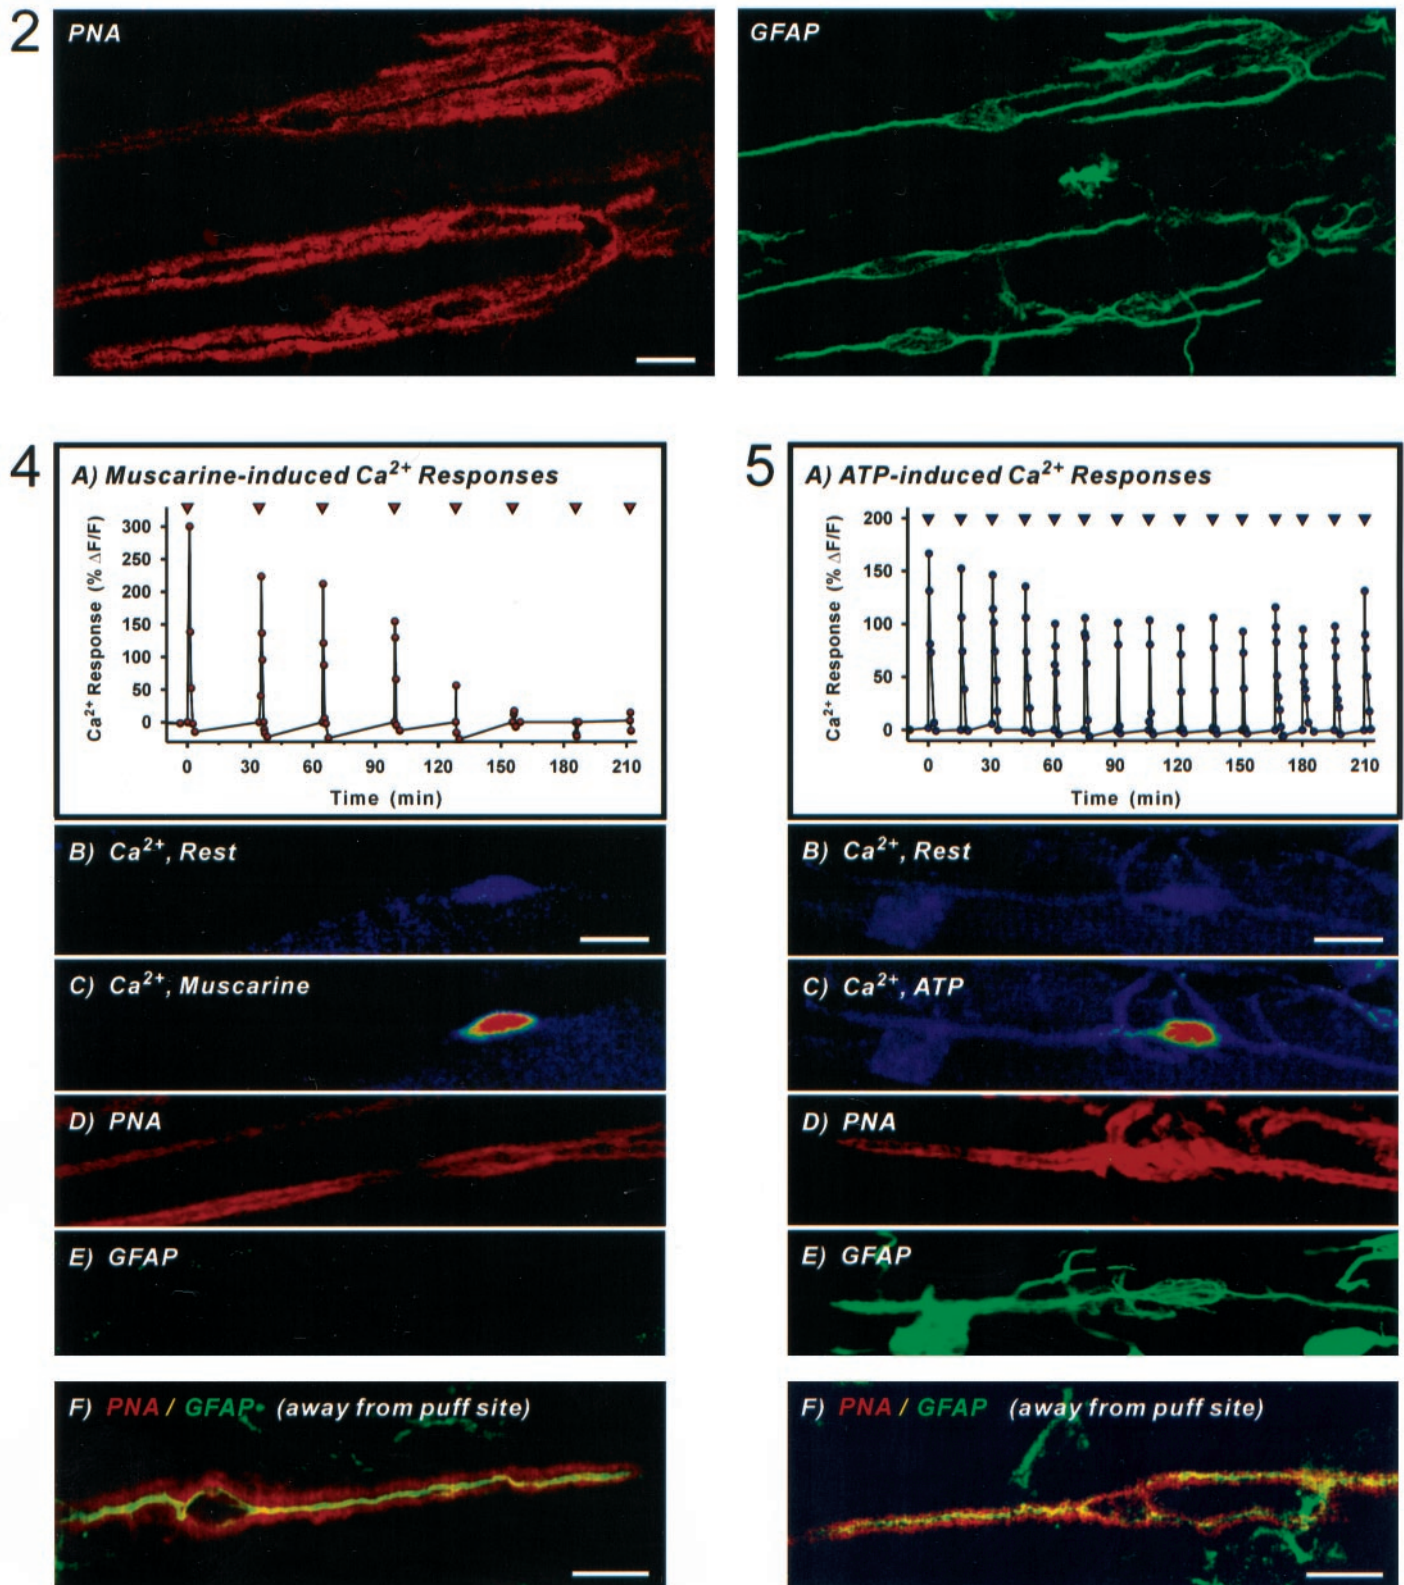 2
PNA
GFAP
4
A) Muscarine-induced Ca²⁺ Responses
Ca²⁺ Response (% ΔF/F)
300
250
200
150
100
50
0
0 30 60 90 120 150 180 210
Time (min)
B) Ca²⁺, Rest
C) Ca²⁺, Muscarine
D) PNA
E) GFAP
F) PNA / GFAP (away from puff site)
5
A) ATP-induced Ca²⁺ Responses
Ca²⁺ Response (% ΔF/F)
200
150
100
50
0
0 30 60 90 120 150 180 210
Time (min)
B) Ca²⁺, Rest
C) Ca²⁺, ATP
D) PNA
E) GFAP
F) PNA / GFAP (away from puff site)